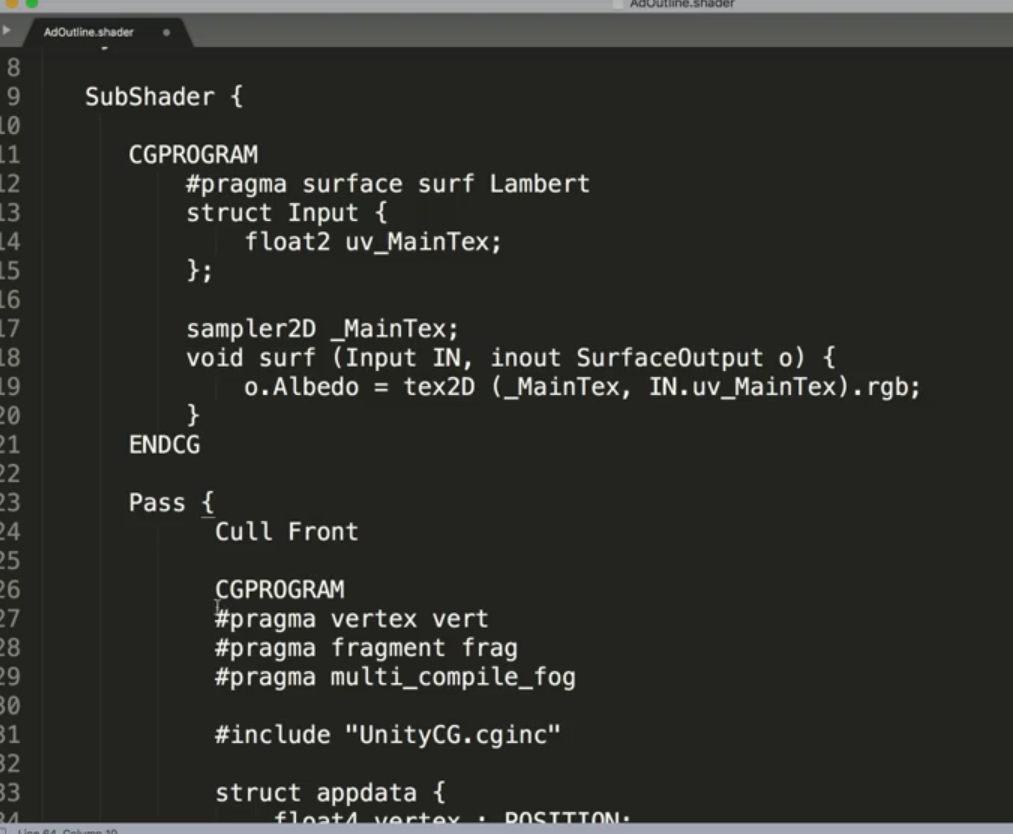 AdOutline.shader
AdOutline.shader
8
9 SubShader {
10
11 CGPROGRAM
12 #pragma surface surf Lambert
13 struct Input {
14 float2 uv_MainTex;
15 };
16
17 sampler2D _MainTex;
18 void surf (Input IN, inout SurfaceOutput o) {
19 o.Albedo = tex2D (_MainTex, IN.uv_MainTex).rgb;
20 }
21 ENDCG
22
23 Pass {
24 Cull Front
25
26 CGPROGRAM
27 #pragma vertex vert
28 #pragma fragment frag
29 #pragma multi_compile_fog
30
31 #include "UnityCG.cginc"
32
33 struct appdata {
34 float4 vertex : POSITION;
Line 64, Column 10